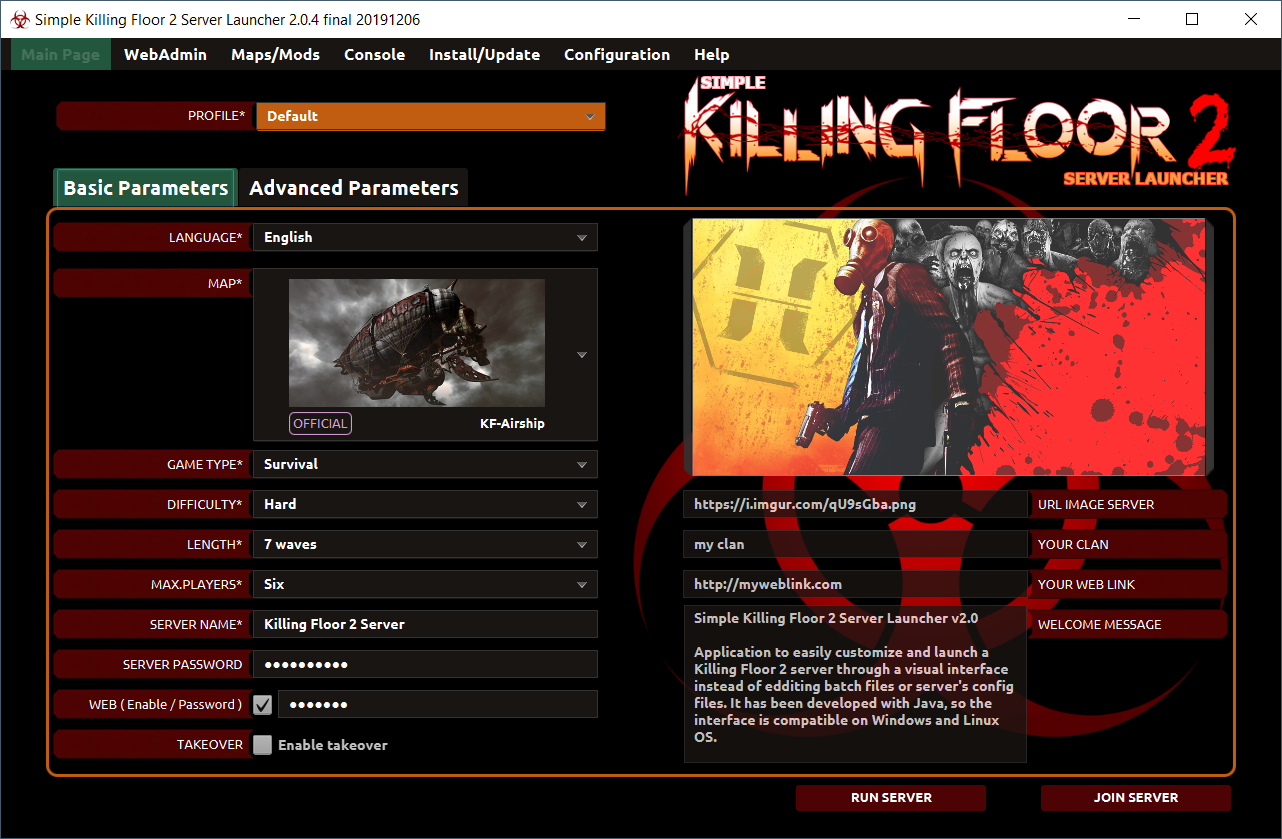 Simple Killing Floor 2 Server Launcher 2.0.4 final 20191206
Main Page WebAdmin Maps/Mods Console Install/Update Configuration Help
SIMPLE
KILLING FLOOR 2
SERVER LAUNCHER
PROFILE* Default
Basic Parameters Advanced Parameters
LANGUAGE* English
MAP*
OFFICIAL KF-Airship
GAME TYPE* Survival
DIFFICULTY* Hard
LENGTH* 7 waves
MAX.PLAYERS* Six
SERVER NAME* Killing Floor 2 Server
SERVER PASSWORD ●●●●●●●●●●
WEB ( Enable / Password ) ●●●●●●●
TAKEOVER Enable takeover
https://i.imgur.com/qU9sGba.png URL IMAGE SERVER
my clan YOUR CLAN
http://myweblink.com YOUR WEB LINK
Simple Killing Floor 2 Server Launcher v2.0 WELCOME MESSAGE
Application to easily customize and launch a
Killing Floor 2 server through a visual interface
instead of edditing batch files or server's config
files. It has been developed with Java, so the
interface is compatible on Windows and Linux
OS.
RUN SERVER JOIN SERVER